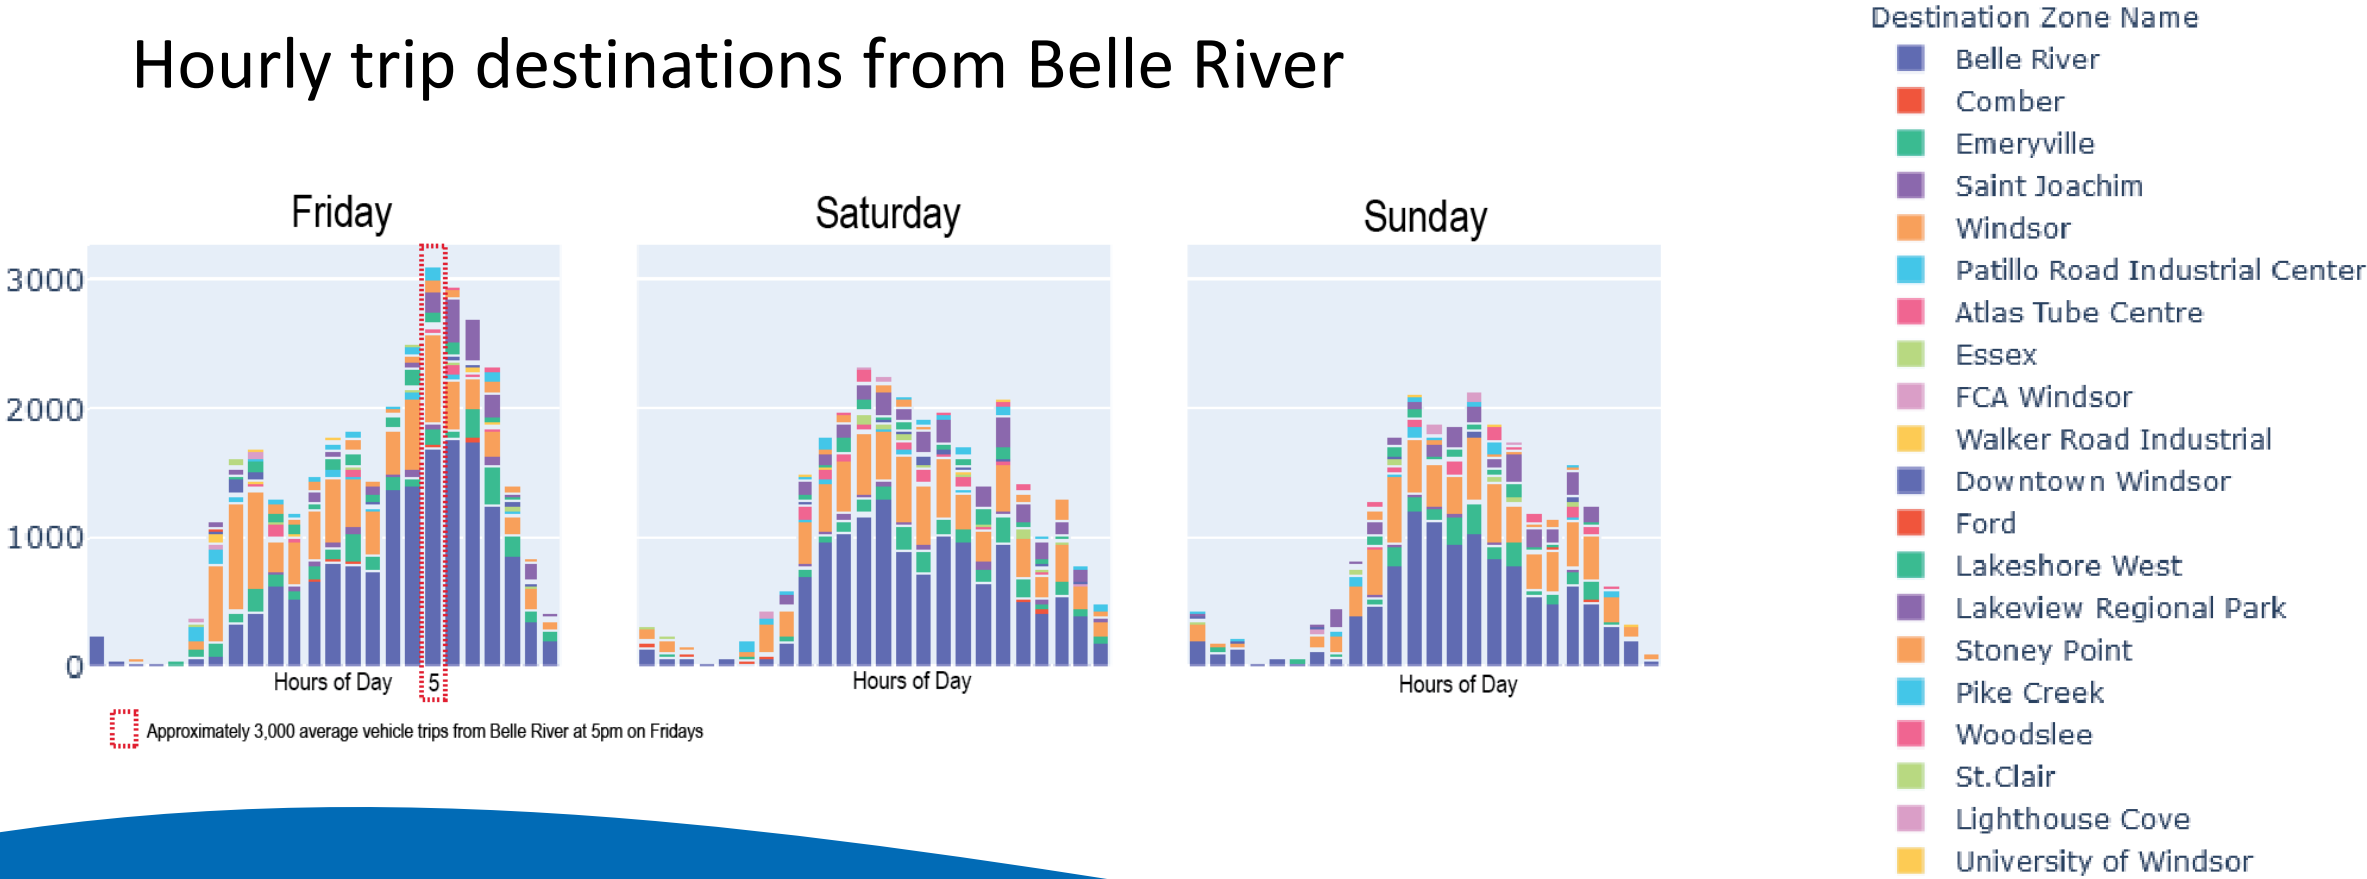 Hourly trip destinations from Belle River
Friday
Saturday
Sunday
3000
2000
1000
0
Hours of Day
5
Hours of Day
Hours of Day
Approximately 3,000 average vehicle trips from Belle River at 5pm on Fridays
Destination Zone Name
Belle River
Comber
Emeryville
Saint Joachim
Windsor
Patillo Road Industrial Center
Atlas Tube Centre
Essex
FCA Windsor
Walker Road Industrial
Downtown Windsor
Ford
Lakeshore West
Lakeview Regional Park
Stoney Point
Pike Creek
Woodslee
St.Clair
Lighthouse Cove
University of Windsor